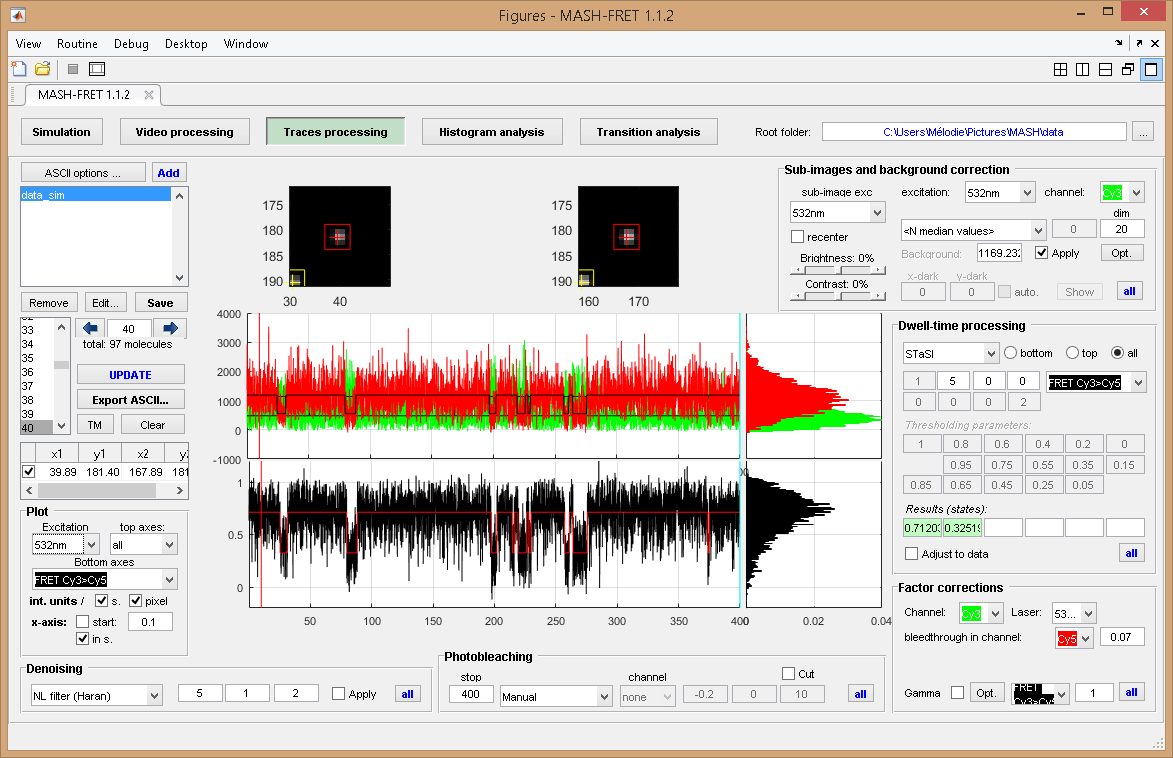 Figures - MASH-FRET 1.1.2
View Routine Debug Desktop Window
MASH-FRET 1.1.2
Simulation Video processing Traces processing Histogram analysis Transition analysis Root folder: C:\Users\Mélodie\Pictures\MASH\data ...
ASCII options ... Add
data_sim
Remove Edit... Save
33
34
35
36
37
38
39
40
40
total: 97 molecules
UPDATE
Export ASCII...
TM Clear
x1 y1 x2 y2
39.89 181.40 167.89 181
Plot
Excitation top axes:
532nm all
Bottom axes
FRET Cy3>Cy5
int. units / s. pixel
x-axis: start: 0.1
in s.
Denoising
NL filter (Haran) 5 1 2 Apply all
175
180
185
190
30 40
175
180
185
190
160 170
4000
3000
2000
1000
0
-1000
1
0.5
0
50 100 150 200 250 300 350 400
0 0.02 0.04
Photobleaching
stop channel Cut
400 Manual none -0.2 0 10 all
Sub-images and background correction
sub-image exc excitation: 532nm channel: Cy3
532nm dim
recenter <N median values> 0 20
Brightness: 0% Background: 1169.232 Apply Opt.
Contrast: 0% x-dark y-dark
0 0 auto. Show all
Dwell-time processing
STaSI bottom top all
1 5 0 0 FRET Cy3>Cy5
0 0 0 2
Thresholding parameters:
1 0.8 0.6 0.4 0.2 0
0.95 0.75 0.55 0.35 0.15
0.85 0.65 0.45 0.25 0.05
Results (states):
0.71203 0.32519
Adjust to data all
Factor corrections
Channel: Cy3 Laser: 53...
bleedthrough in channel: Cy5 0.07
Gamma Opt. FRET Cy3>Cy5 1 all